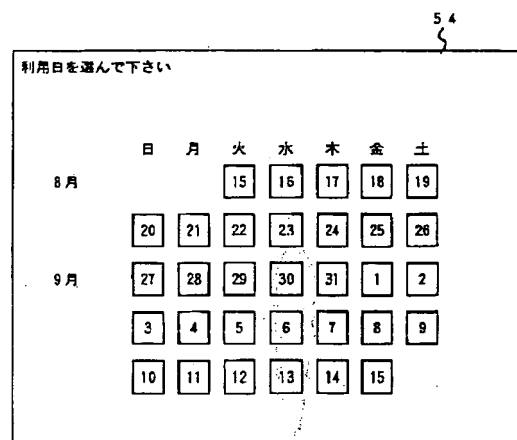 54
利用日を選んで下さい
日 月 火 水 木 金 土
8月 15 16 17 18 19
20 21 22 23 24 25 26
9月 27 28 29 30 31 1 2
3 4 5 6 7 8 9
10 11 12 13 14 15